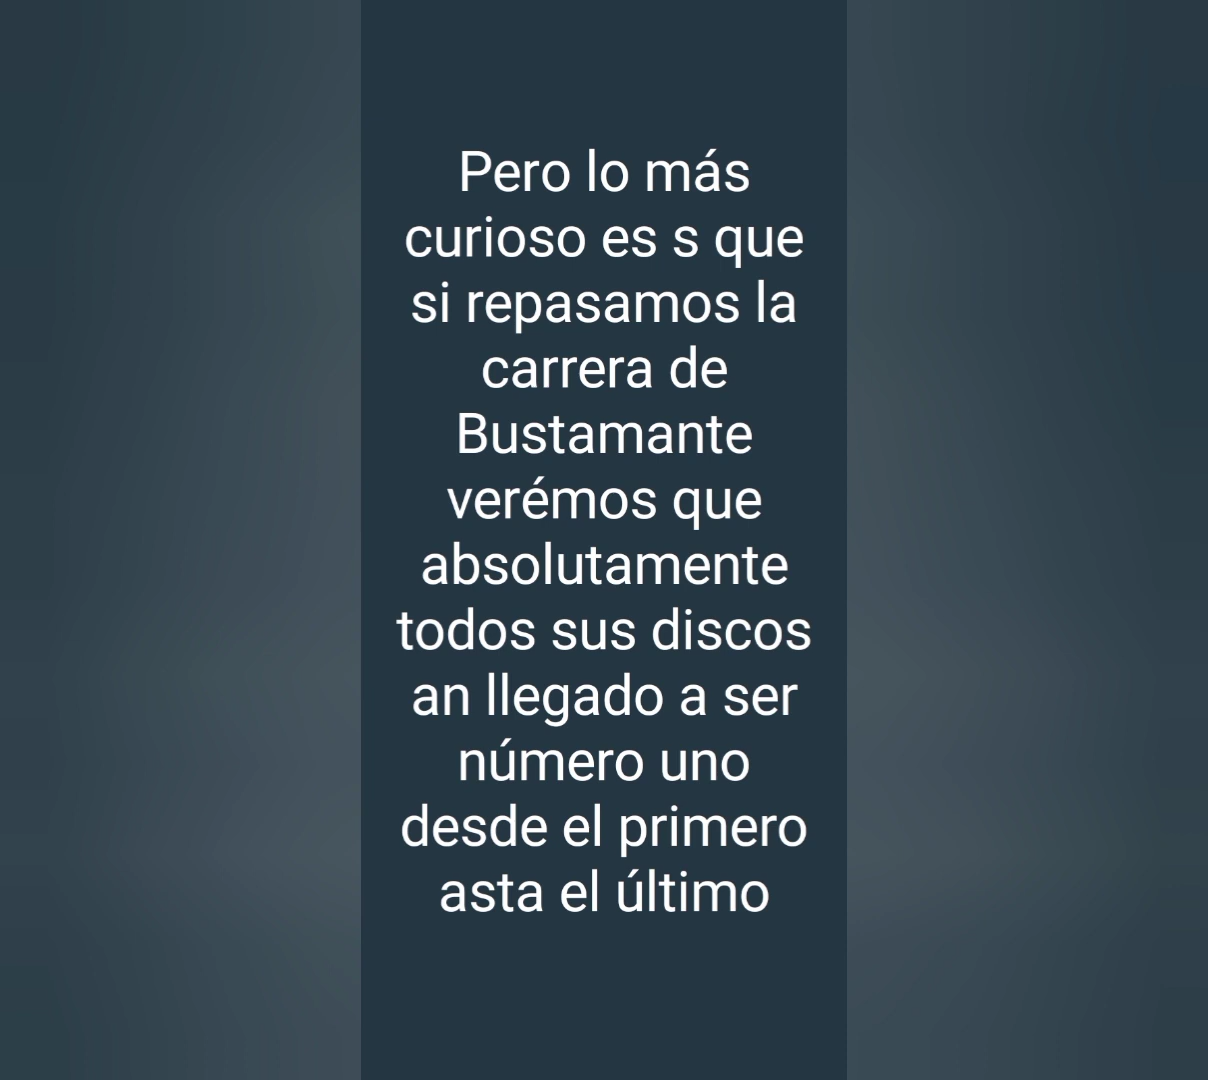 Pero lo más
curioso es s que
si repasamos la
carrera de
Bustamante
verémos que
absolutamente
todos sus discos
an llegado a ser
número uno
desde el primero
asta el último